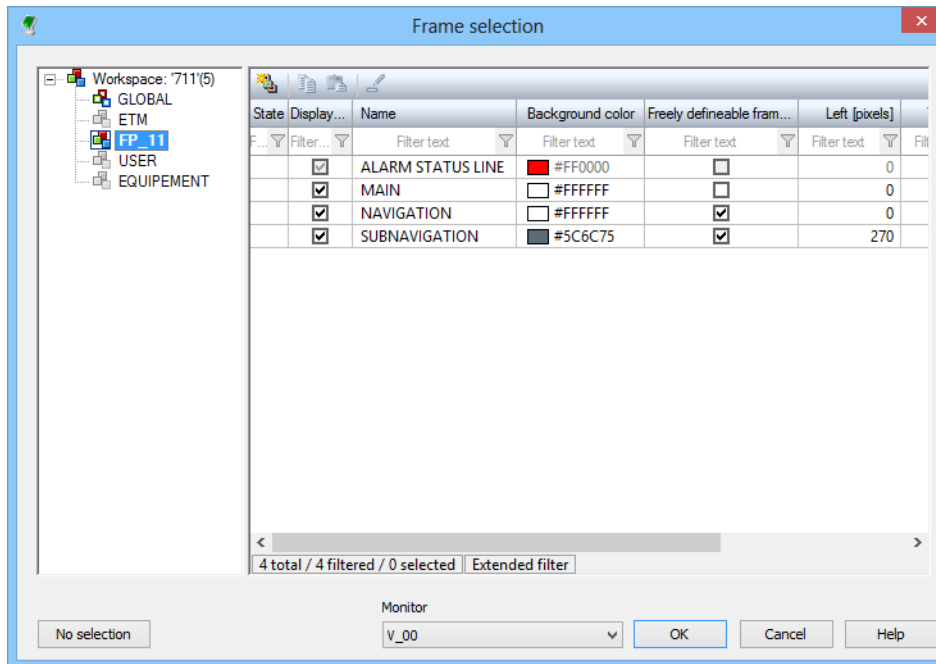 Frame selection
Workspace: '711'(5)
GLOBAL
ETM
FP_11
USER
EQUIPEMENT
State Display... Name Background color Freely defineable fram... Left [pixels]
F... Filter... Filter text Filter text Filter text Filter text Filt
ALARM STATUS LINE #FF0000 0
MAIN #FFFFFF 0
NAVIGATION #FFFFFF 0
SUBNAVIGATION #5C6C75 270
4 total / 4 filtered / 0 selected Extended filter
Monitor
No selection V_00 OK Cancel Help